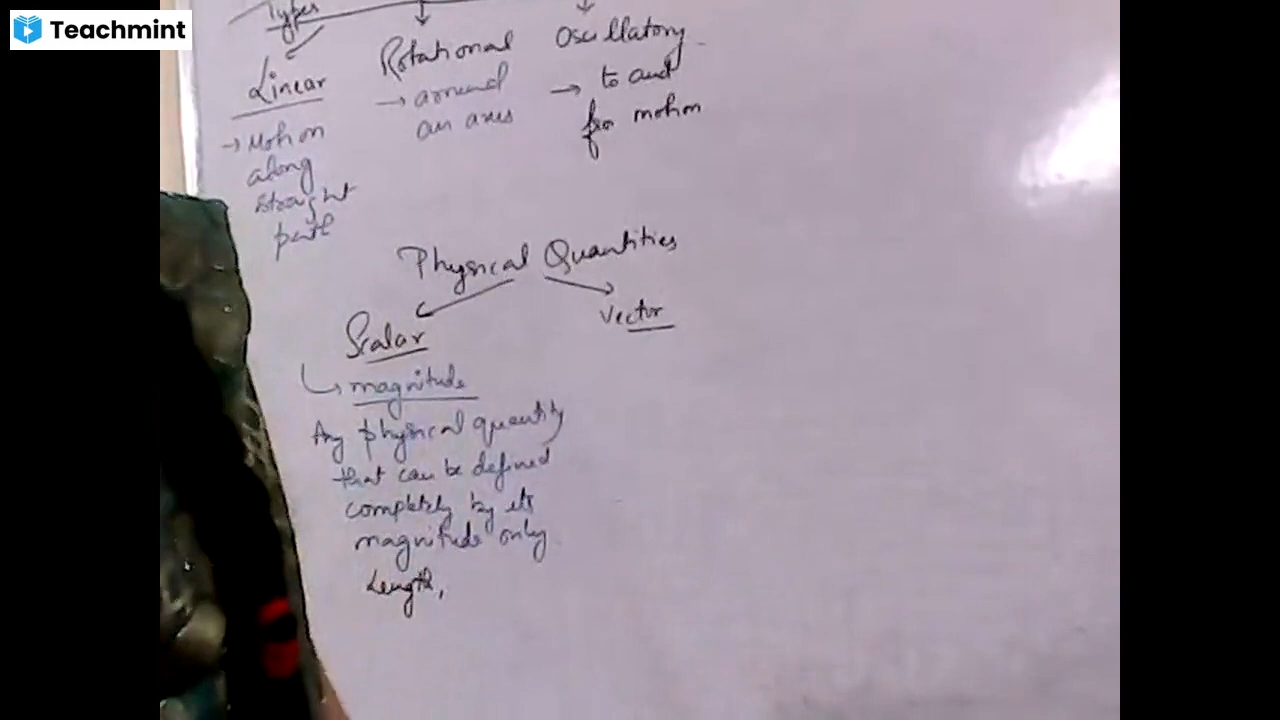 Teachmint
Types
Linear
→ Motion
along
straight
path
Rotational
→ around
an axis
Oscillatory
→ to and
fro motion
Physical Quantities
Scalar
Vector
magnitude
Any physical quantity
that can be defined
completely by its
magnitude only
Length,